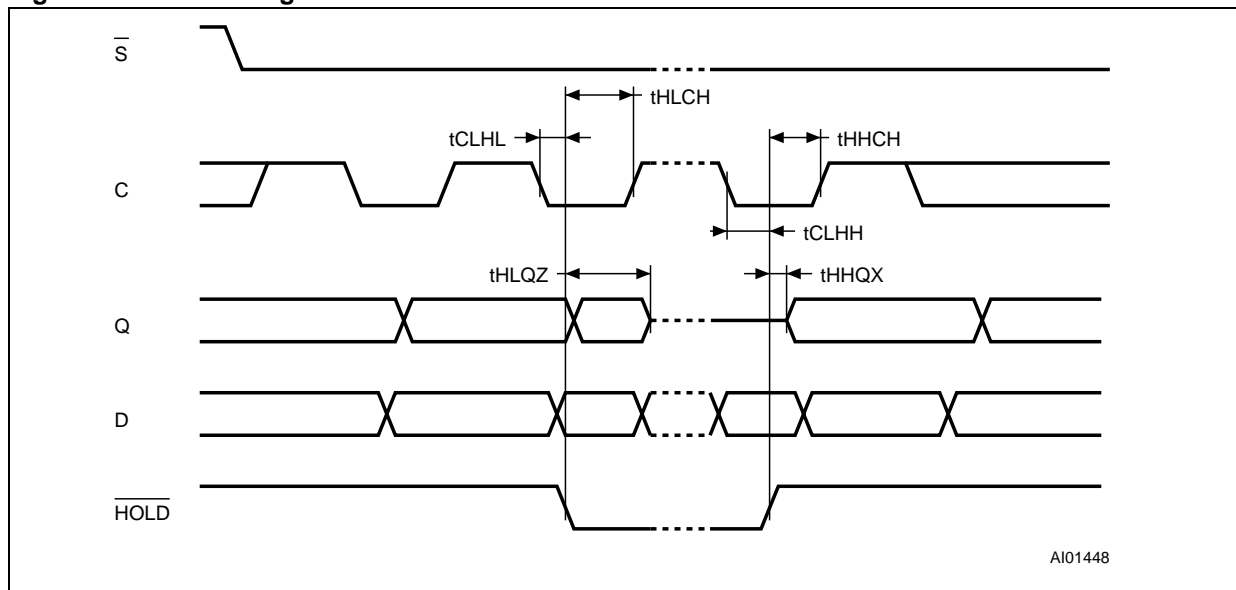 S
tHLCH
tCLHL
tHHCH
C
tCLHH
tHLQZ
tHHQX
Q
D
HOLD
AI01448